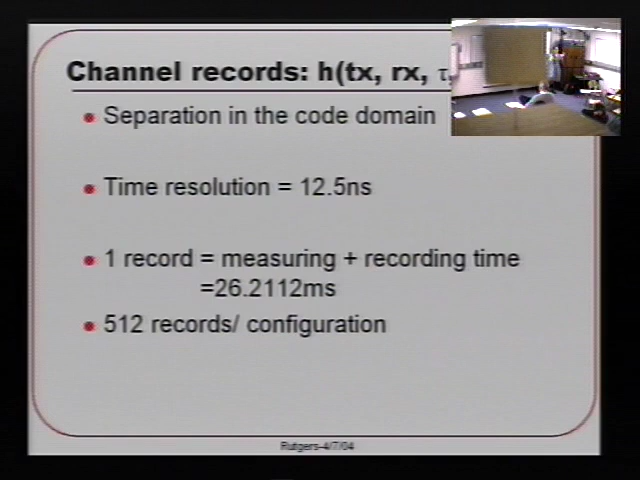 Channel records: h(tx, rx, τ,
Separation in the code domain
Time resolution = 12.5ns
1 record = measuring + recording time
=26.2112ms
512 records/ configuration
Rutgers-4/7/04